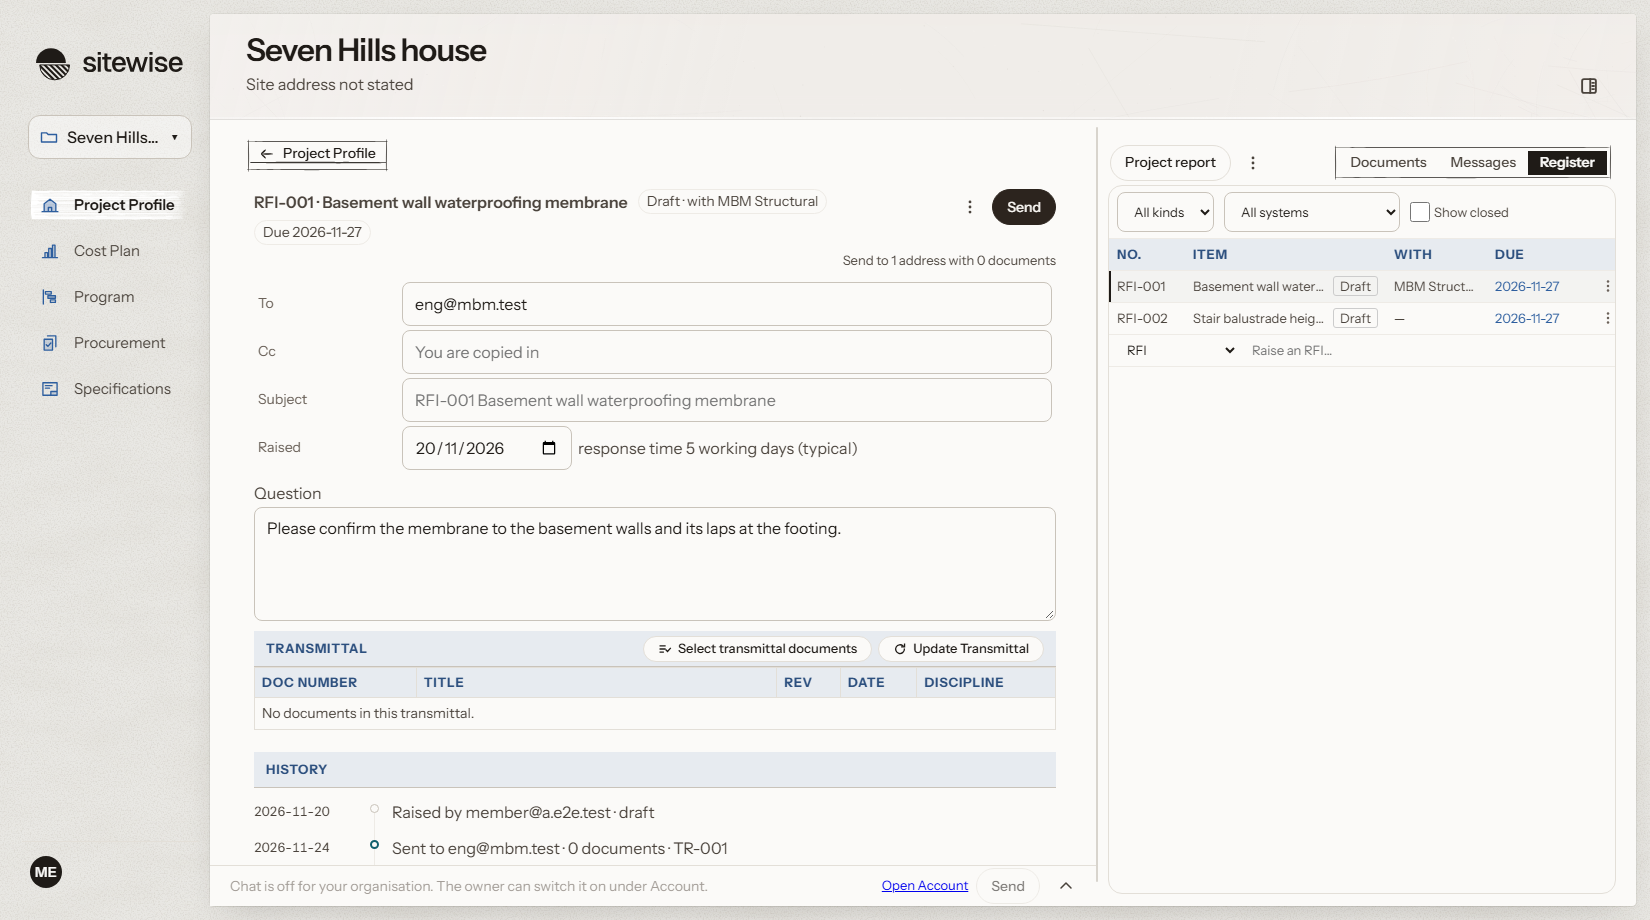 sitewise
Seven Hills...
Project Profile
Cost Plan
Program
Procurement
Specifications
ME
Seven Hills house
Site address not stated
← Project Profile
RFI-001 · Basement wall waterproofing membrane
Draft · with MBM Structural
Due 2026-11-27
Send
Send to 1 address with 0 documents
To
eng@mbm.test
Cc
You are copied in
Subject
RFI-001 Basement wall waterproofing membrane
Raised
20/11/2026
response time 5 working days (typical)
Question
Please confirm the membrane to the basement walls and its laps at the footing.
TRANSMITTAL
Select transmittal documents
Update Transmittal
DOC NUMBER TITLE REV DATE DISCIPLINE
No documents in this transmittal.
HISTORY
2026-11-20 Raised by member@a.e2e.test · draft
2026-11-24 Sent to eng@mbm.test · 0 documents · TR-001
Chat is off for your organisation. The owner can switch it on under Account.
Open Account
Send
Project report
Documents Messages Register
All kinds
All systems
Show closed
NO. ITEM WITH DUE
RFI-001 Basement wall water... Draft MBM Struct... 2026-11-27
RFI-002 Stair balustrade heig... Draft — 2026-11-27
RFI Raise an RFI...